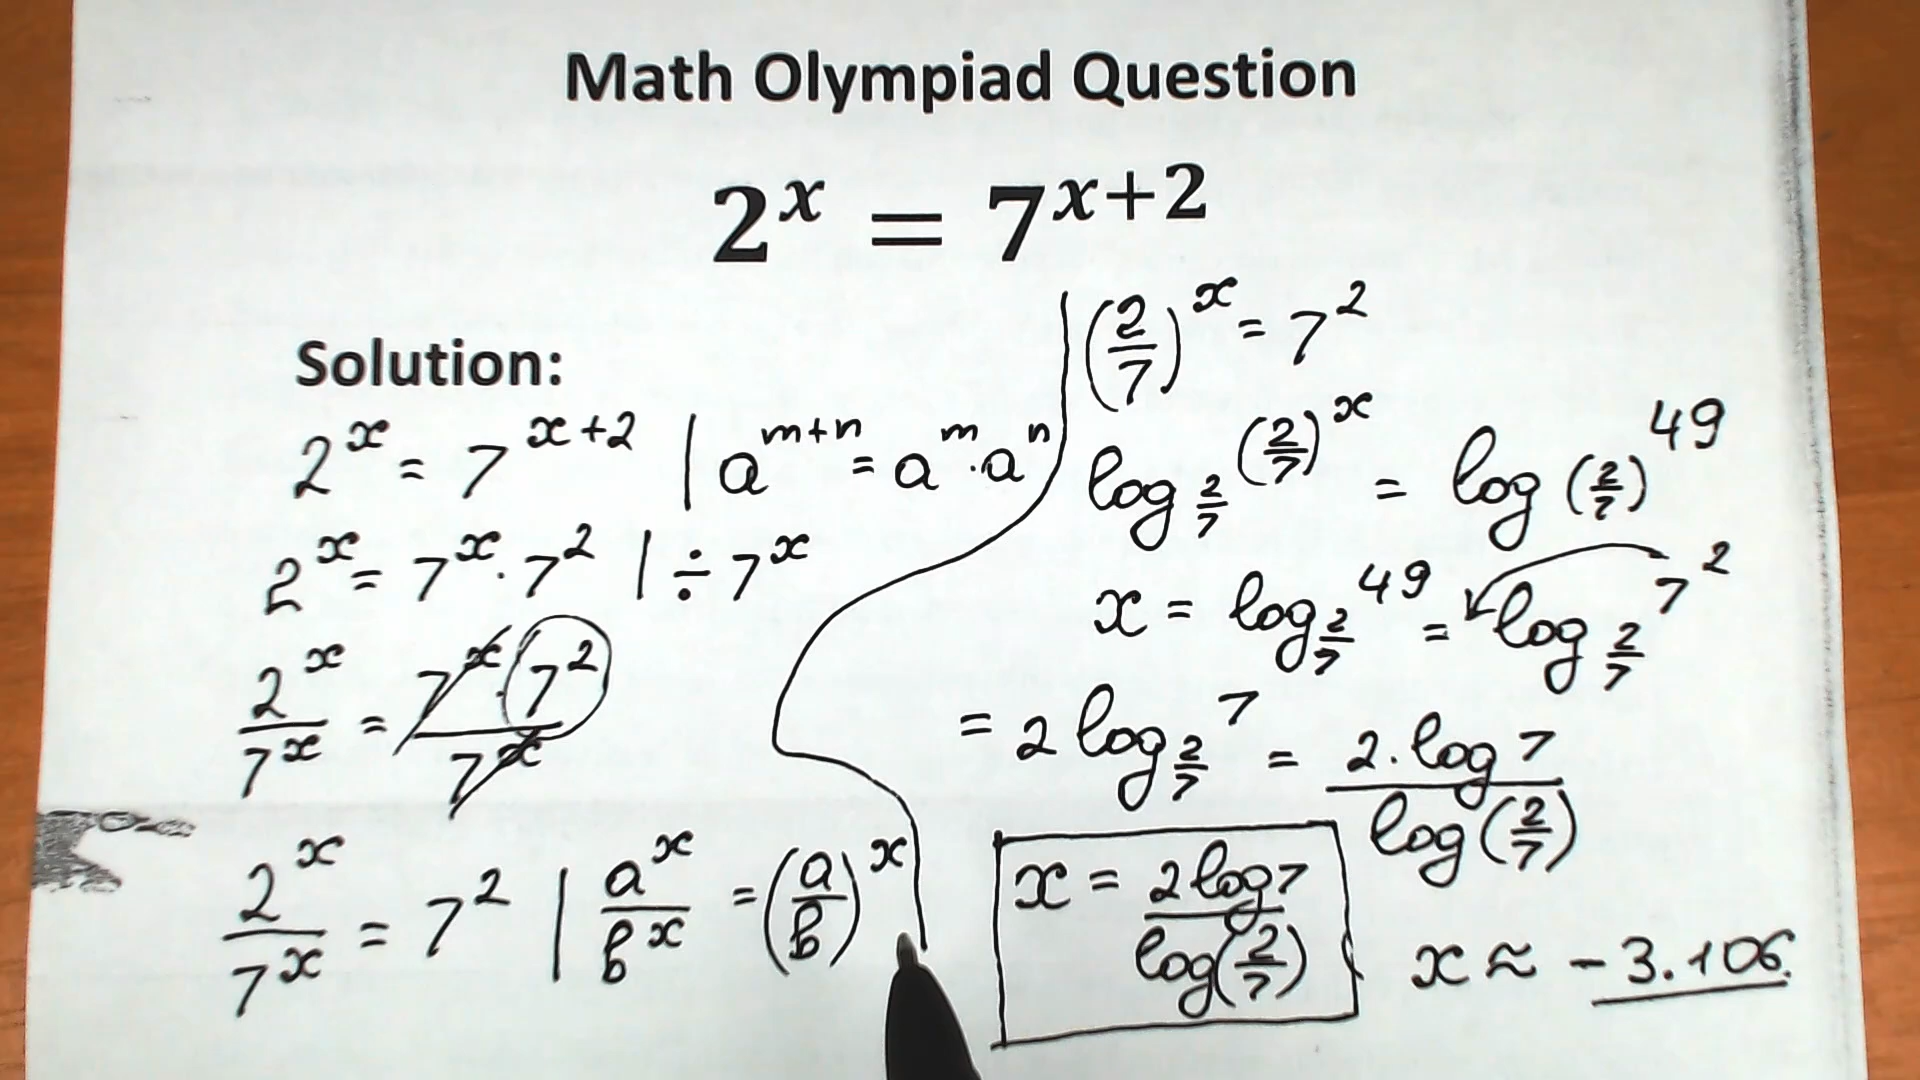 Math Olympiad Question
2^x = 7^{x+2}
Solution:
2^x = 7^{x+2} | a^{m+n} = a^m · a^n
2^x = 7^x · 7^2 | ÷ 7^x
2^x/7^x = 7^x · 7^2/7^x
2^x/7^x = 7^2 | a^x/b^x = (a/b)^x
(2/7)^x = 7^2
log_{2/7} (2/7)^x = log_{(2/7)} 49
x = log_{2/7} 49 = log_{2/7} 7^2
= 2 log_{2/7} 7 = 2 · log 7/log(2/7)
x = 2 log 7/log(2/7)
x ≈ -3.106.